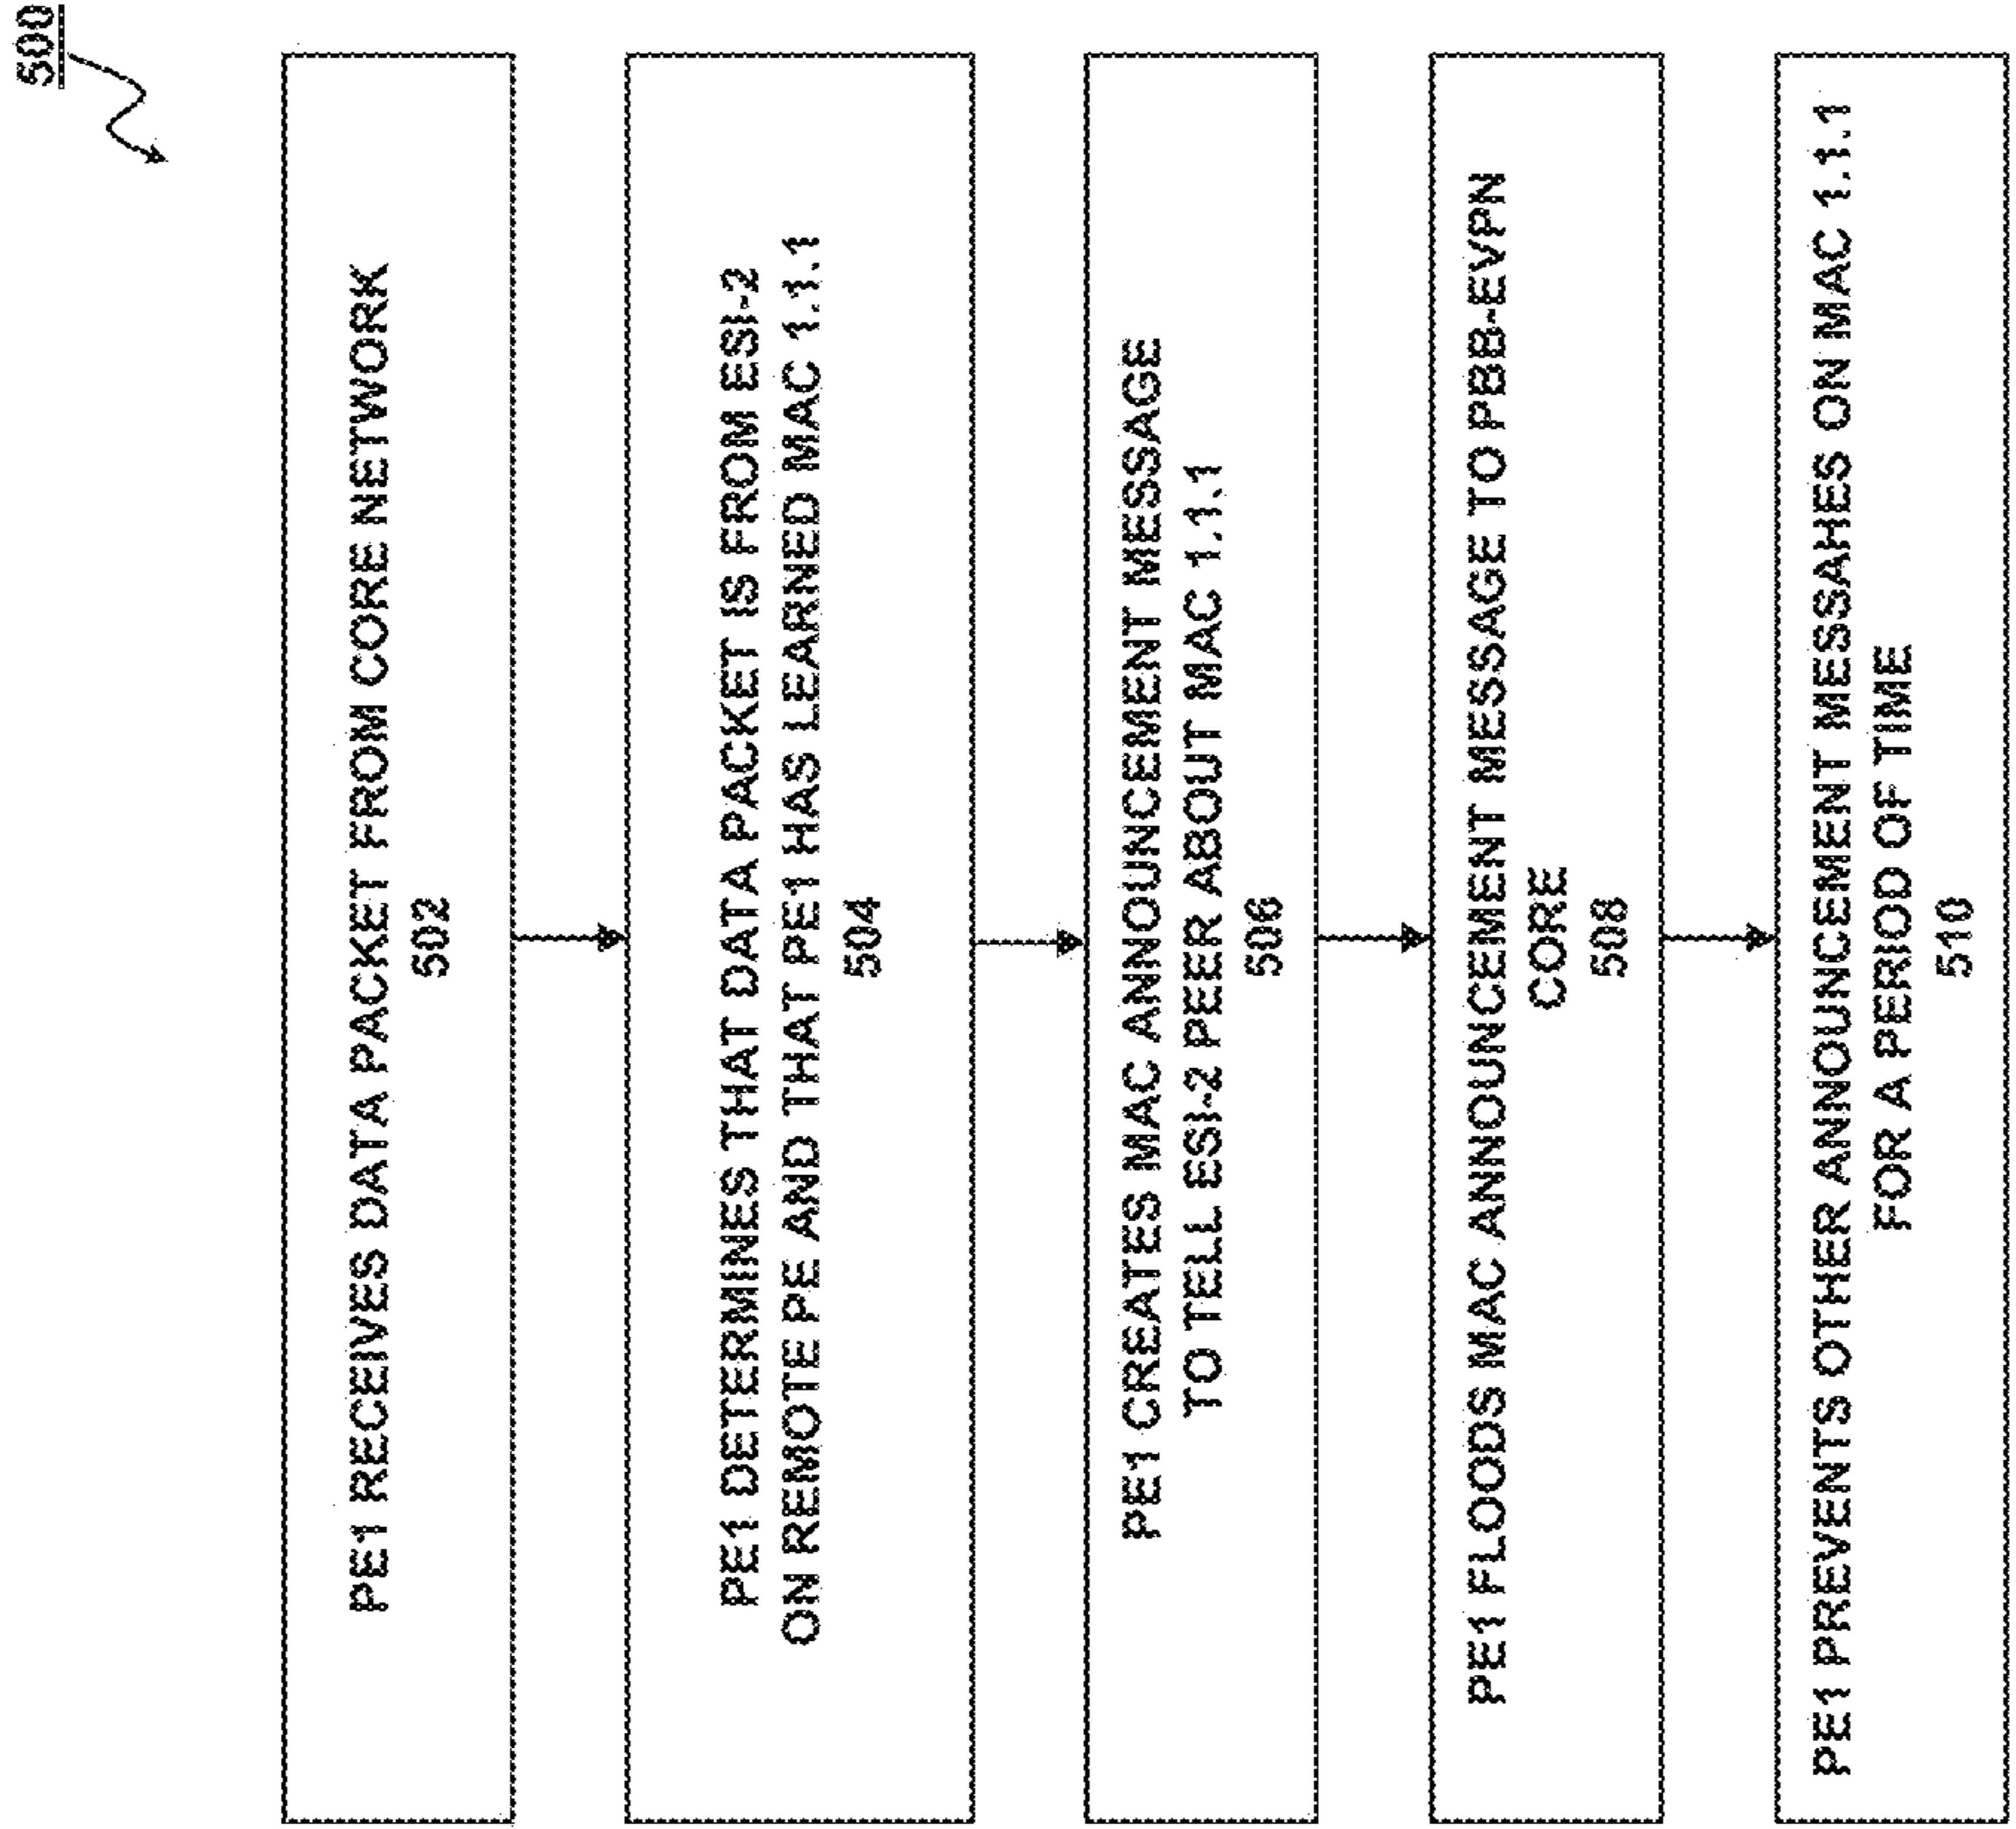 500
PE1 RECEIVES DATA PACKET FROM CORE NETWORK
502
PE1 DETERMINES THAT DATA PACKET IS FROM ESI-2
ON REMOTE PE AND THAT PE1 HAS LEARNED MAC 1.1.1
504
PE1 CREATES MAC ANNOUNCEMENT MESSAGE
TO TELL ESI-2 PEER ABOUT MAC 1.1.1
506
PE1 FLOODS MAC ANNOUNCEMENT MESSAGE TO PBB-EVPN
CORE
508
PE1 PREVENTS OTHER ANNOUNCEMENT MESSAHES ON MAC 1.1.1
FOR A PERIOD OF TIME
510